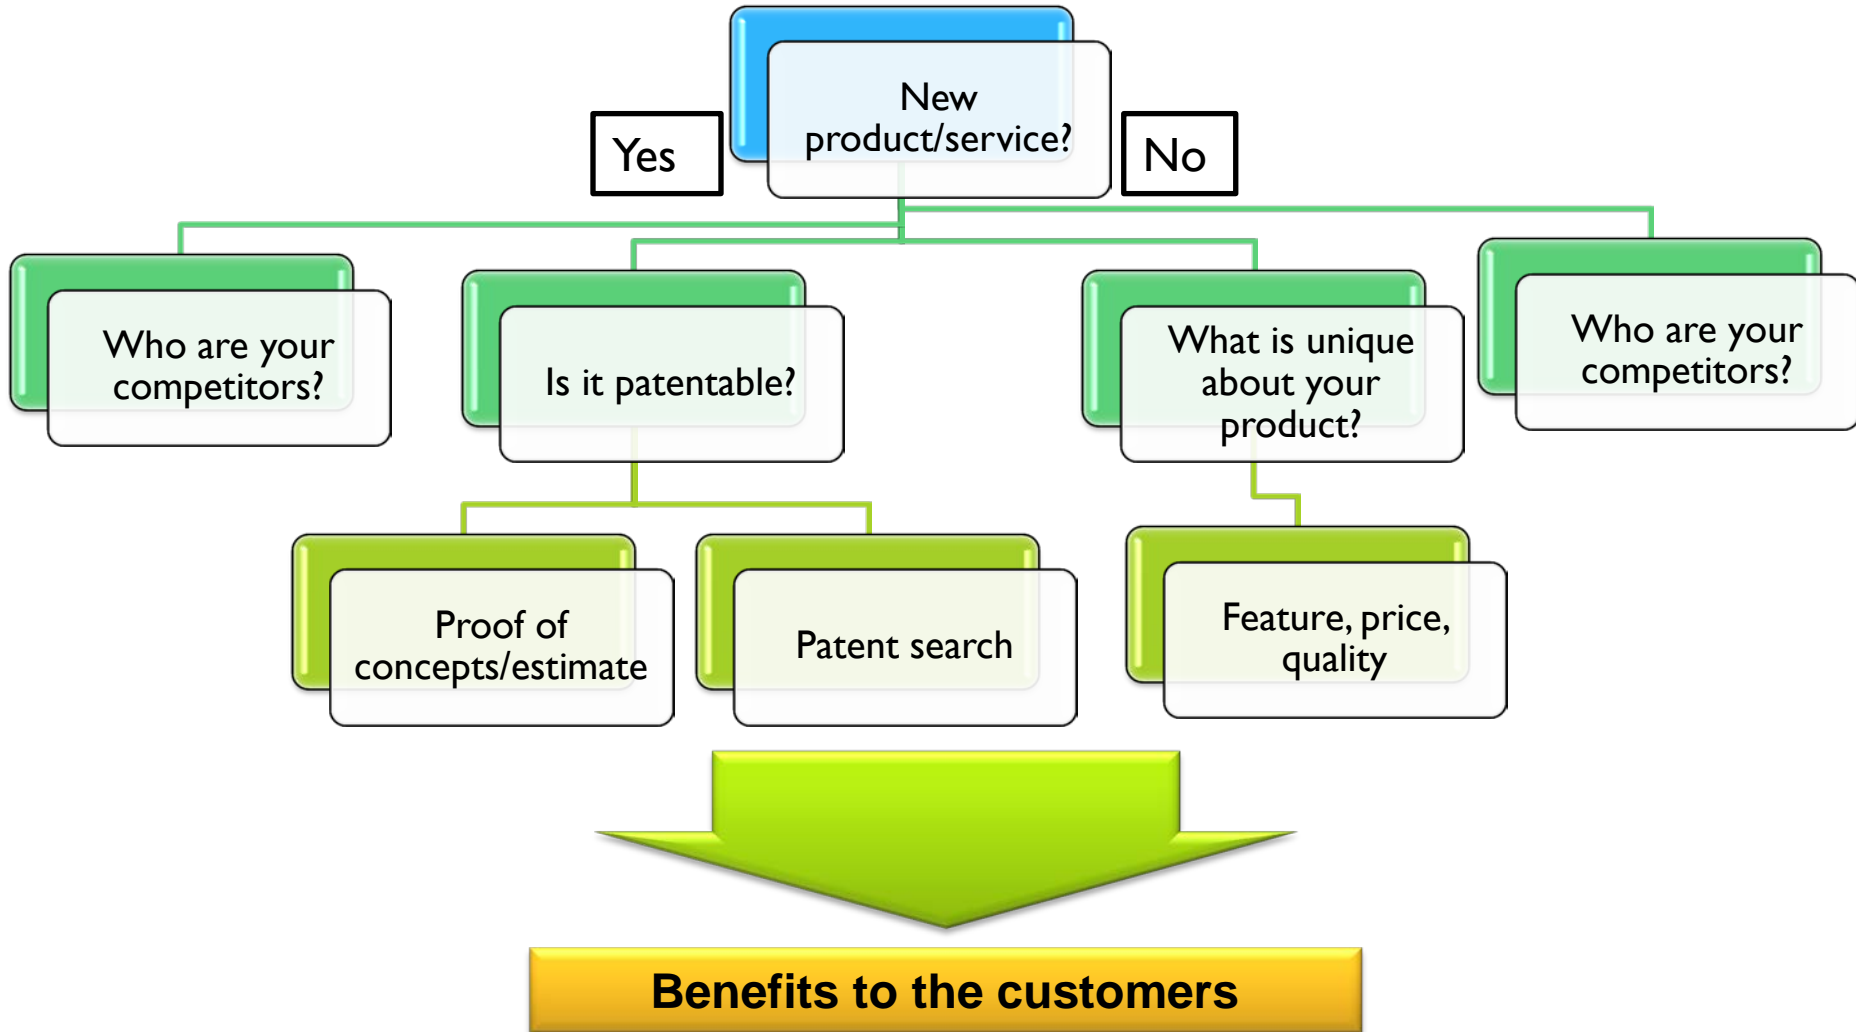 New
product/service?
Yes
No
Who are your
competitors?
Is it patentable?
What is unique
about your
product?
Who are your
competitors?
Proof of
concepts/estimate
Patent search
Feature, price,
quality
Benefits to the customers